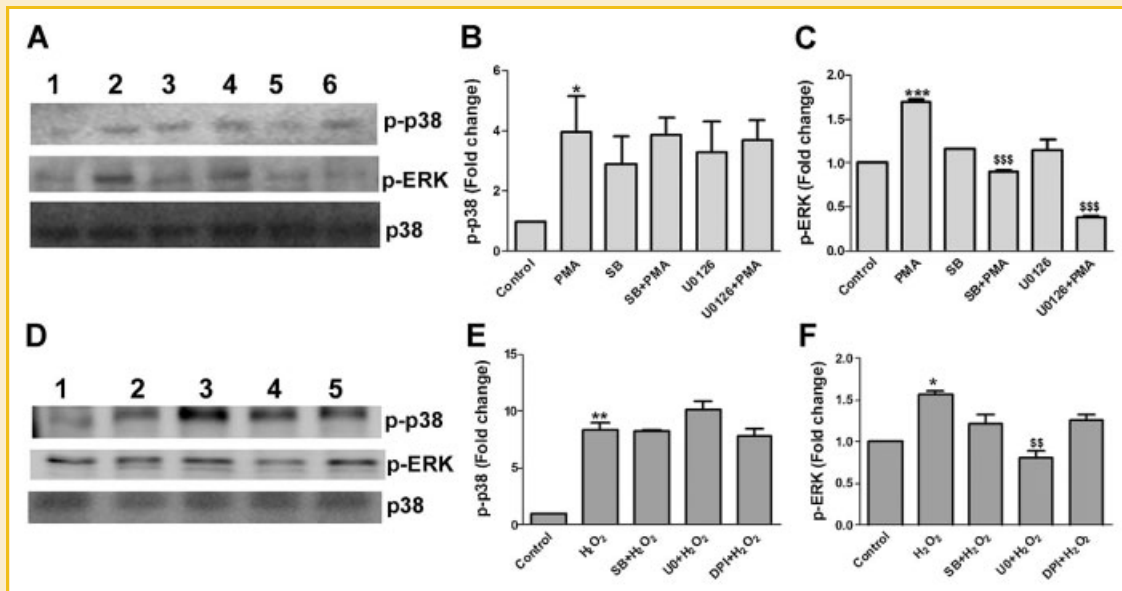 A
1 2 3 4 5 6
p-p38
p-ERK
p38
B
p-p38 (Fold change)
6
4
2
0
*
Control
PMA
SB
SB+PMA
U0126
U0126+PMA
C
p-ERK (Fold change)
2.0
1.5
1.0
0.5
0.0
***
$$$
$$$
Control
PMA
SB
SB+PMA
U0126
U0126+PMA
D
1 2 3 4 5
p-p38
p-ERK
p38
E
p-p38 (Fold change)
15
10
5
0
**
Control
H₂O₂
SB+H₂O₂
U0+H₂O₂
DPI+H₂O₂
F
p-ERK (Fold change)
2.0
1.5
1.0
0.5
0.0
*
$$
Control
H₂O₂
SB+H₂O₂
U0+H₂O₂
DPI+H₂O₂